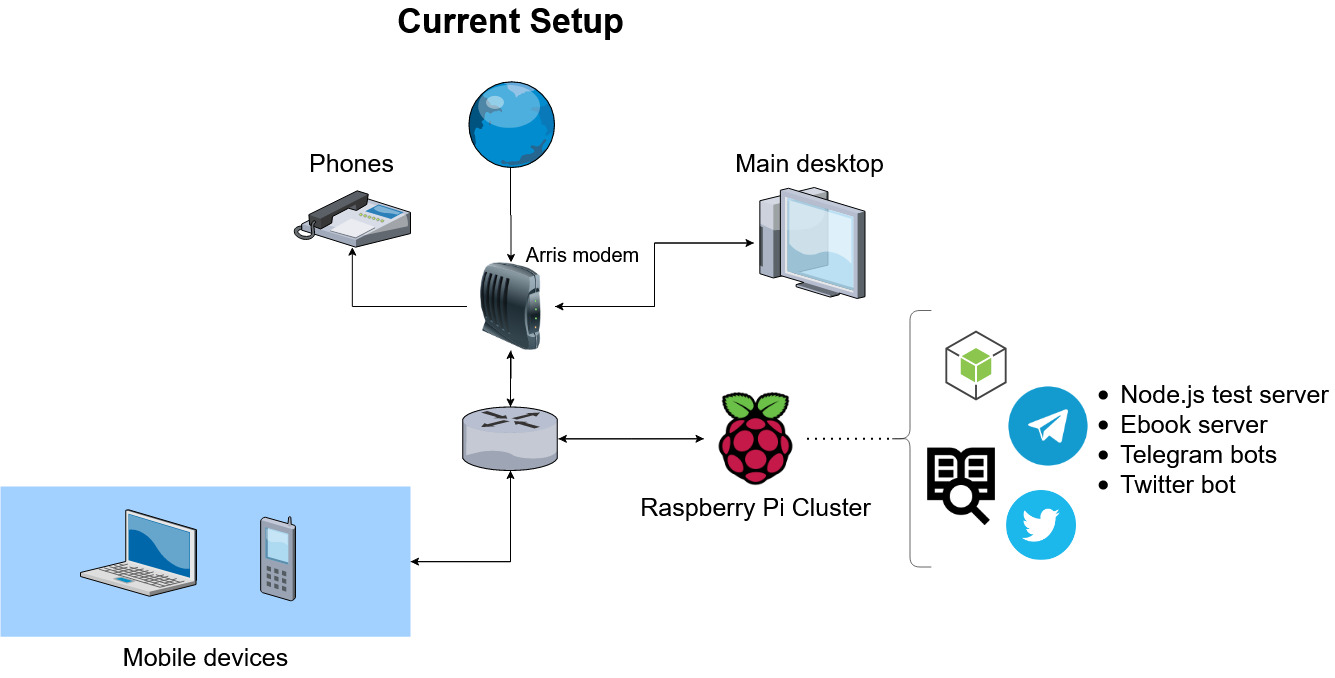 Current Setup
Phones
Main desktop
Arris modem
Raspberry Pi Cluster
• Node.js test server
• Ebook server
• Telegram bots
• Twitter bot
Mobile devices